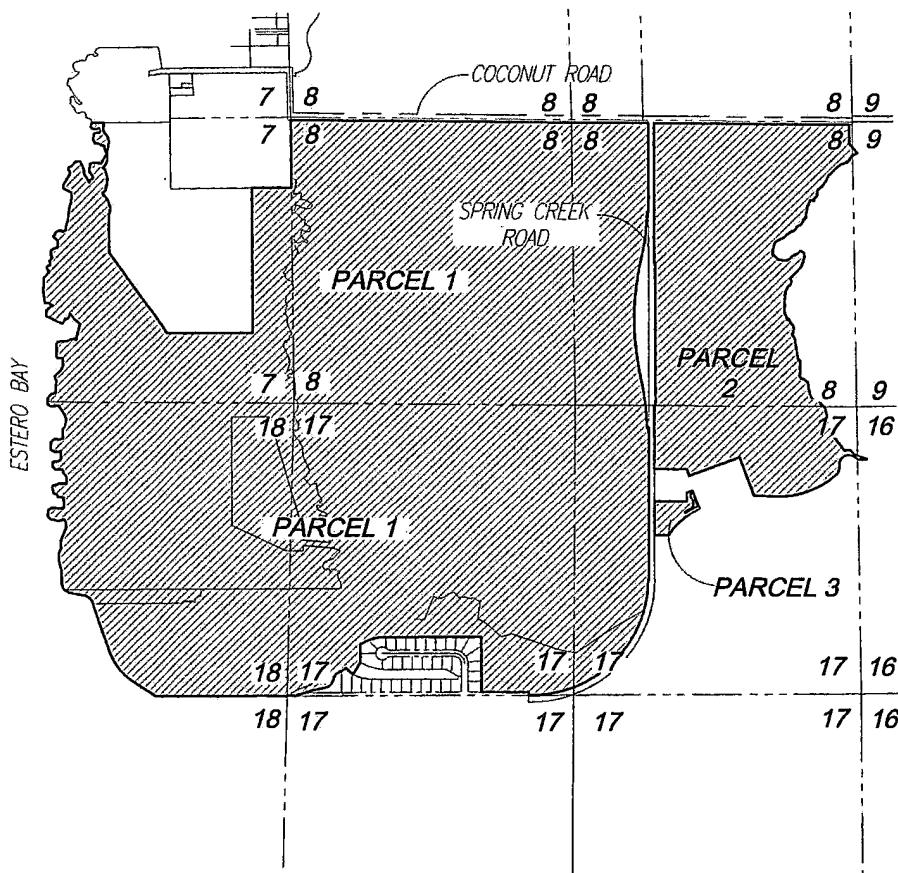 COCONUT ROAD
7 8 8 8 8 9
7 8 8 8 8 9
SPRING CREEK
ROAD
PARCEL 1
PARCEL
2
ESTERO BAY
7 8 8 9
18 17 17 16
PARCEL 1
PARCEL 3
18 17 17 17 17 16
18 17 17 17 17 16